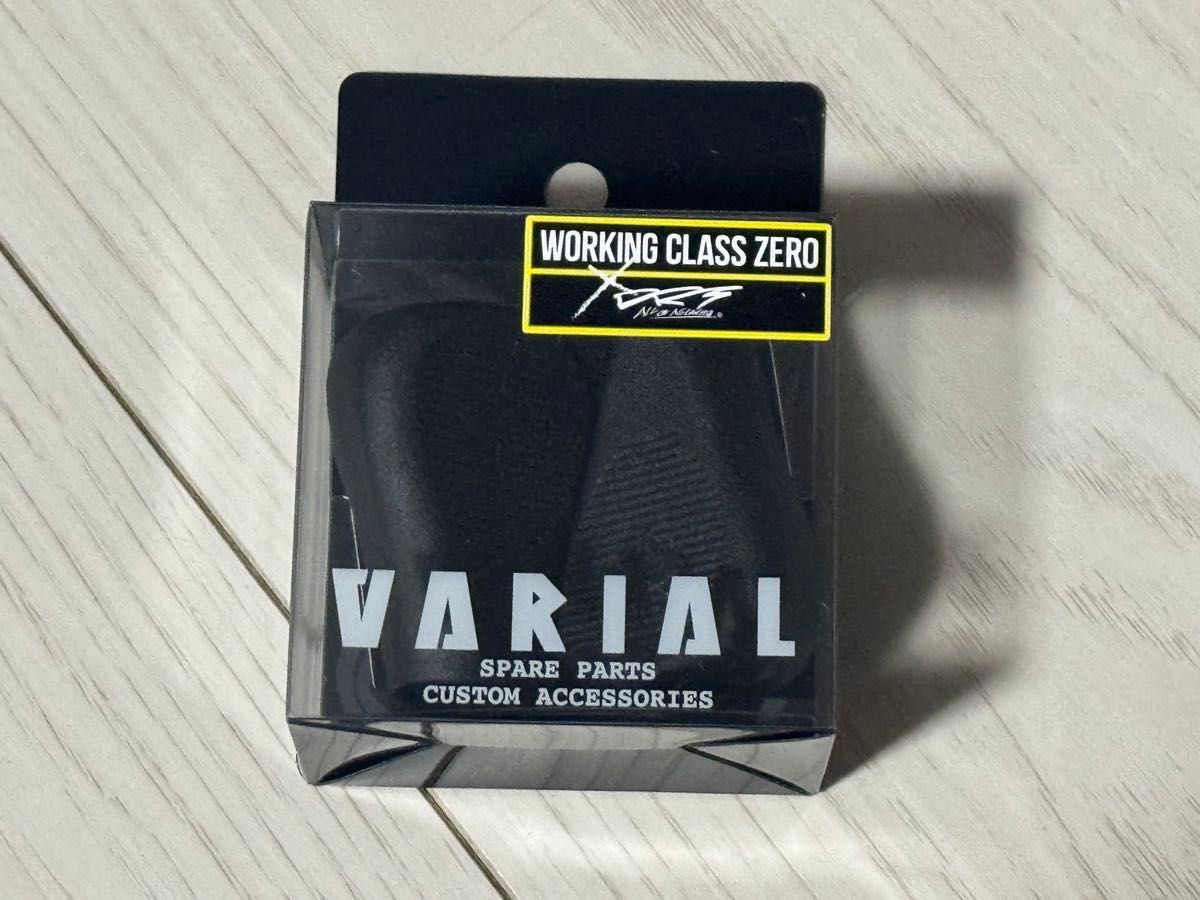 WORKING CLASS ZERO
VARIAL
SPARE PARTS
CUSTOM ACCESSORIES